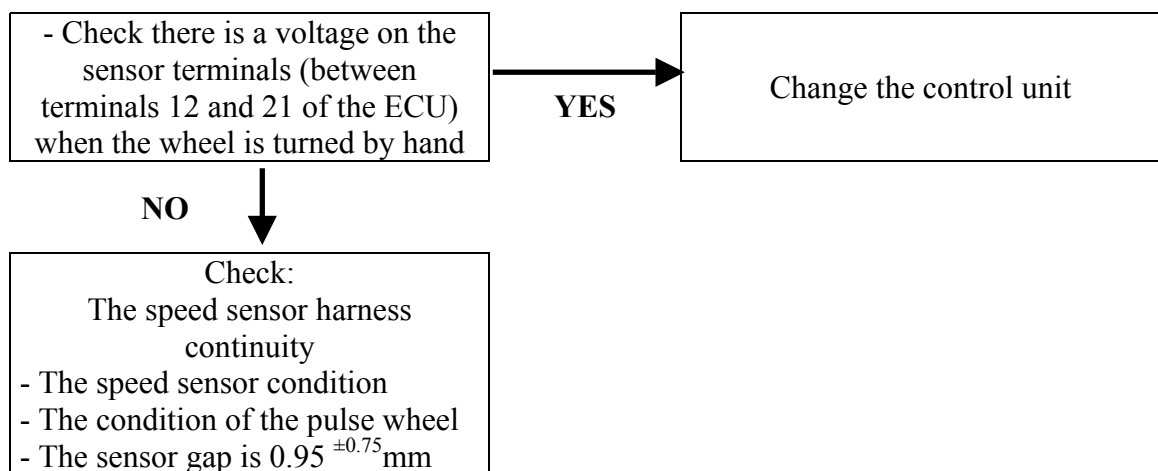 - Check there is a voltage on the
sensor terminals (between
terminals 12 and 21 of the ECU)
when the wheel is turned by hand
YES
Change the control unit
NO
Check:
The speed sensor harness
continuity
- The speed sensor condition
- The condition of the pulse wheel
- The sensor gap is 0.95 ±0.75mm